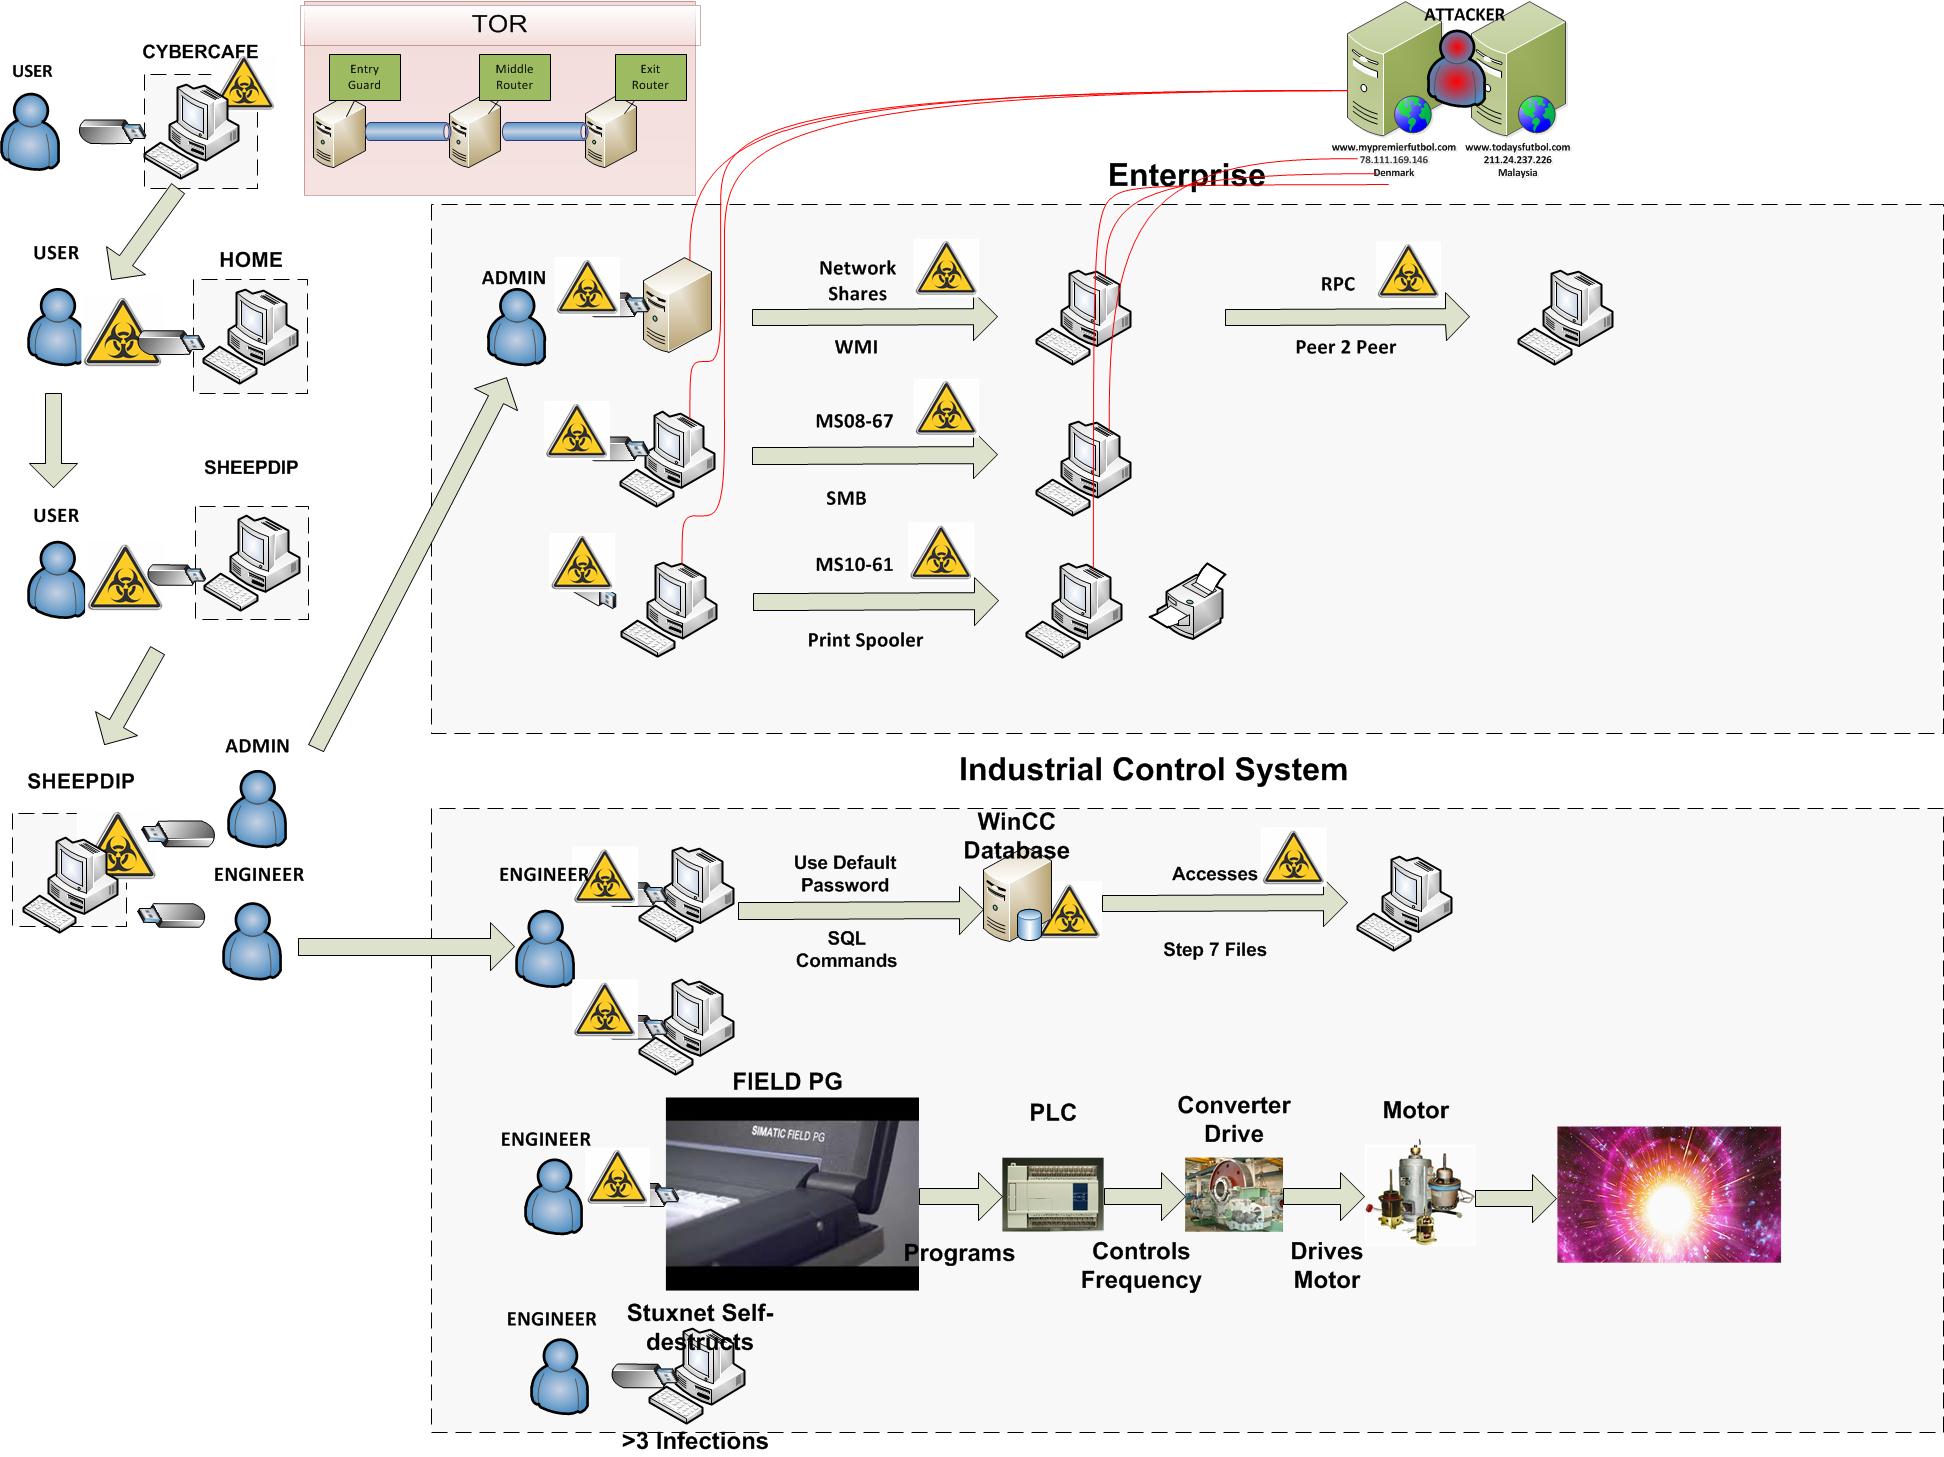 TOR
Entry
Guard
Middle
Router
Exit
Router
ATTACKER
www.mypremierfutbol.com
78.111.169.146
Denmark
www.todaysfutbol.com
211.24.237.226
Malaysia
CYBERCAFE
USER
USER
HOME
SHEEPDIP
USER
SHEEPDIP
ADMIN
ENGINEER
Enterprise
ADMIN
Network
Shares
WMI
RPC
Peer 2 Peer
MS08-67
SMB
MS10-61
Print Spooler
Industrial Control System
ENGINEER
Use Default
Password
SQL
Commands
WinCC
Database
Accesses
Step 7 Files
FIELD PG
ENGINEER
SIMATIC FIELD PG
Programs
PLC
Controls
Frequency
Converter
Drive
Drives
Motor
Motor
ENGINEER
Stuxnet Self-
destructs
>3 Infections